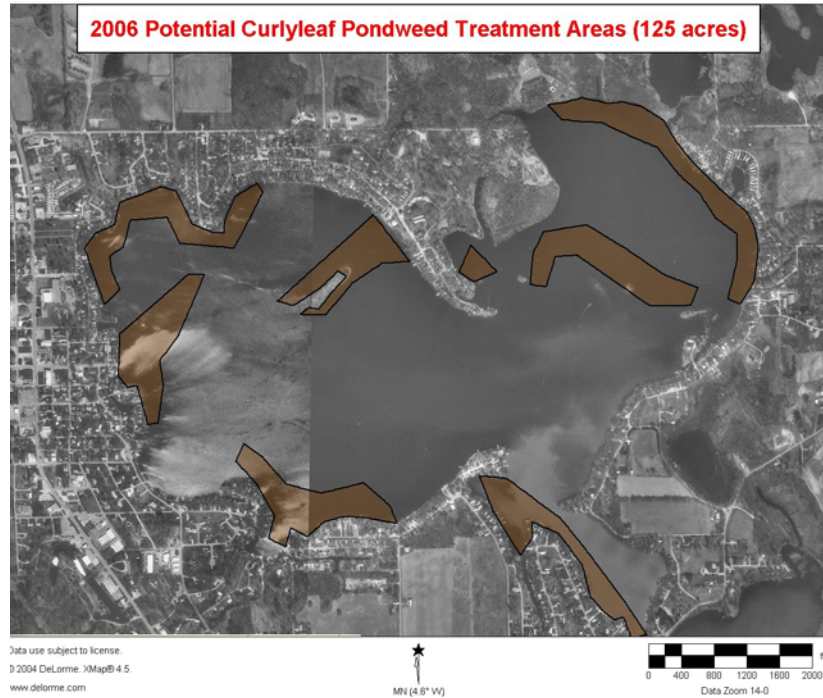 2006 Potential Curlyleaf Pondweed Treatment Areas (125 acres)
Data use subject to license.
© 2004 DeLorme. XMap® 4.5.
www.delorme.com
MN (4.6° W)
ft
0 400 800 1200 1600 2000
Data Zoom 14-0